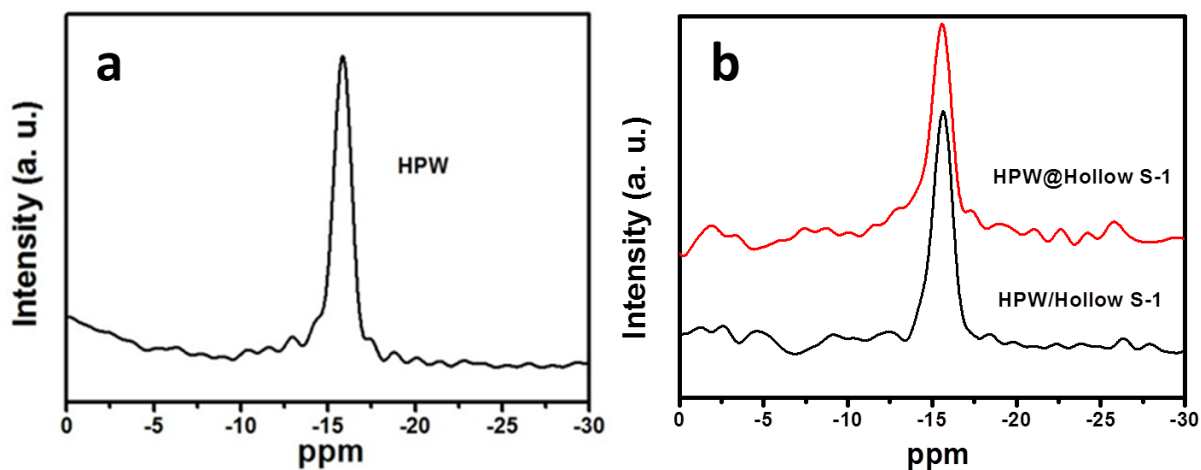 a
HPW
Intensity (a. u.)
0 -5 -10 -15 -20 -25 -30
ppm
b
HPW@Hollow S-1
HPW/Hollow S-1
Intensity (a. u.)
0 -5 -10 -15 -20 -25 -30
ppm